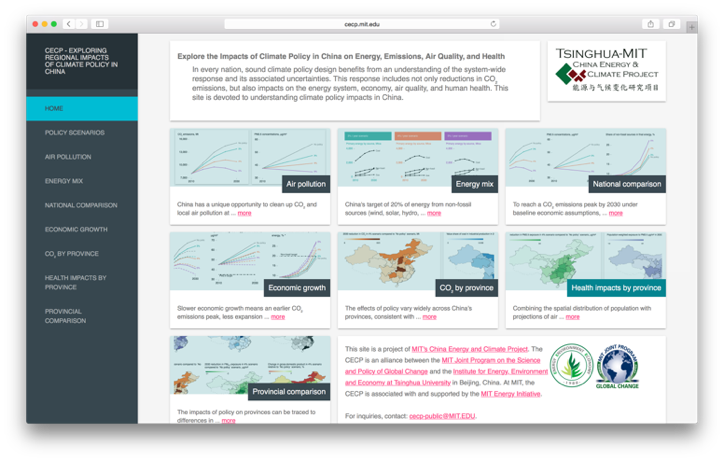 cecp.mit.edu
CECP - EXPLORING
REGIONAL IMPACTS
OF CLIMATE POLICY IN
CHINA
HOME
POLICY SCENARIOS
AIR POLLUTION
ENERGY MIX
NATIONAL COMPARISON
ECONOMIC GROWTH
CO2 BY PROVINCE
HEALTH IMPACTS BY
PROVINCE
PROVINCIAL
COMPARISON
Explore the Impacts of Climate Policy in China on Energy, Emissions, Air Quality, and Health
In every nation, sound climate policy design benefits from an understanding of the system-wide
response and its associated uncertainties. This response includes not only reductions in CO2
emissions, but also impacts on the energy system, economy, air quality, and human health. This
site is devoted to understanding climate policy impacts in China.
TSINGHUA-MIT
CHINA ENERGY &
CLIMATE PROJECT
能源与气候变化研究项目
Air pollution
China has a unique opportunity to clean up CO2 and
local air pollution at ... more
Energy mix
China's target of 20% of energy from non-fossil
sources (wind, solar, hydro, ... more
National comparison
To reach a CO2 emissions peak by 2030 under
baseline economic assumptions, ... more
Economic growth
Slower economic growth means an earlier CO2
emissions peak, less expansion ... more
CO2 by province
The effects of policy vary widely across China's
provinces, consistent with ... more
Health impacts by province
Combining the spatial distribution of population with
projections of air ... more
Provincial comparison
The impacts of policy on provinces can be traced to
differences in ... more
This site is a project of MIT's China Energy and Climate Project. The
CECP is an alliance between the MIT Joint Program on the Science
and Policy of Global Change and the Institute for Energy, Environment
and Economy at Tsinghua University in Beijing, China. At MIT, the
CECP is associated with and supported by the MIT Energy Initiative.
For inquiries, contact: cecp-public@MIT.EDU.
GLOBAL CHANGE